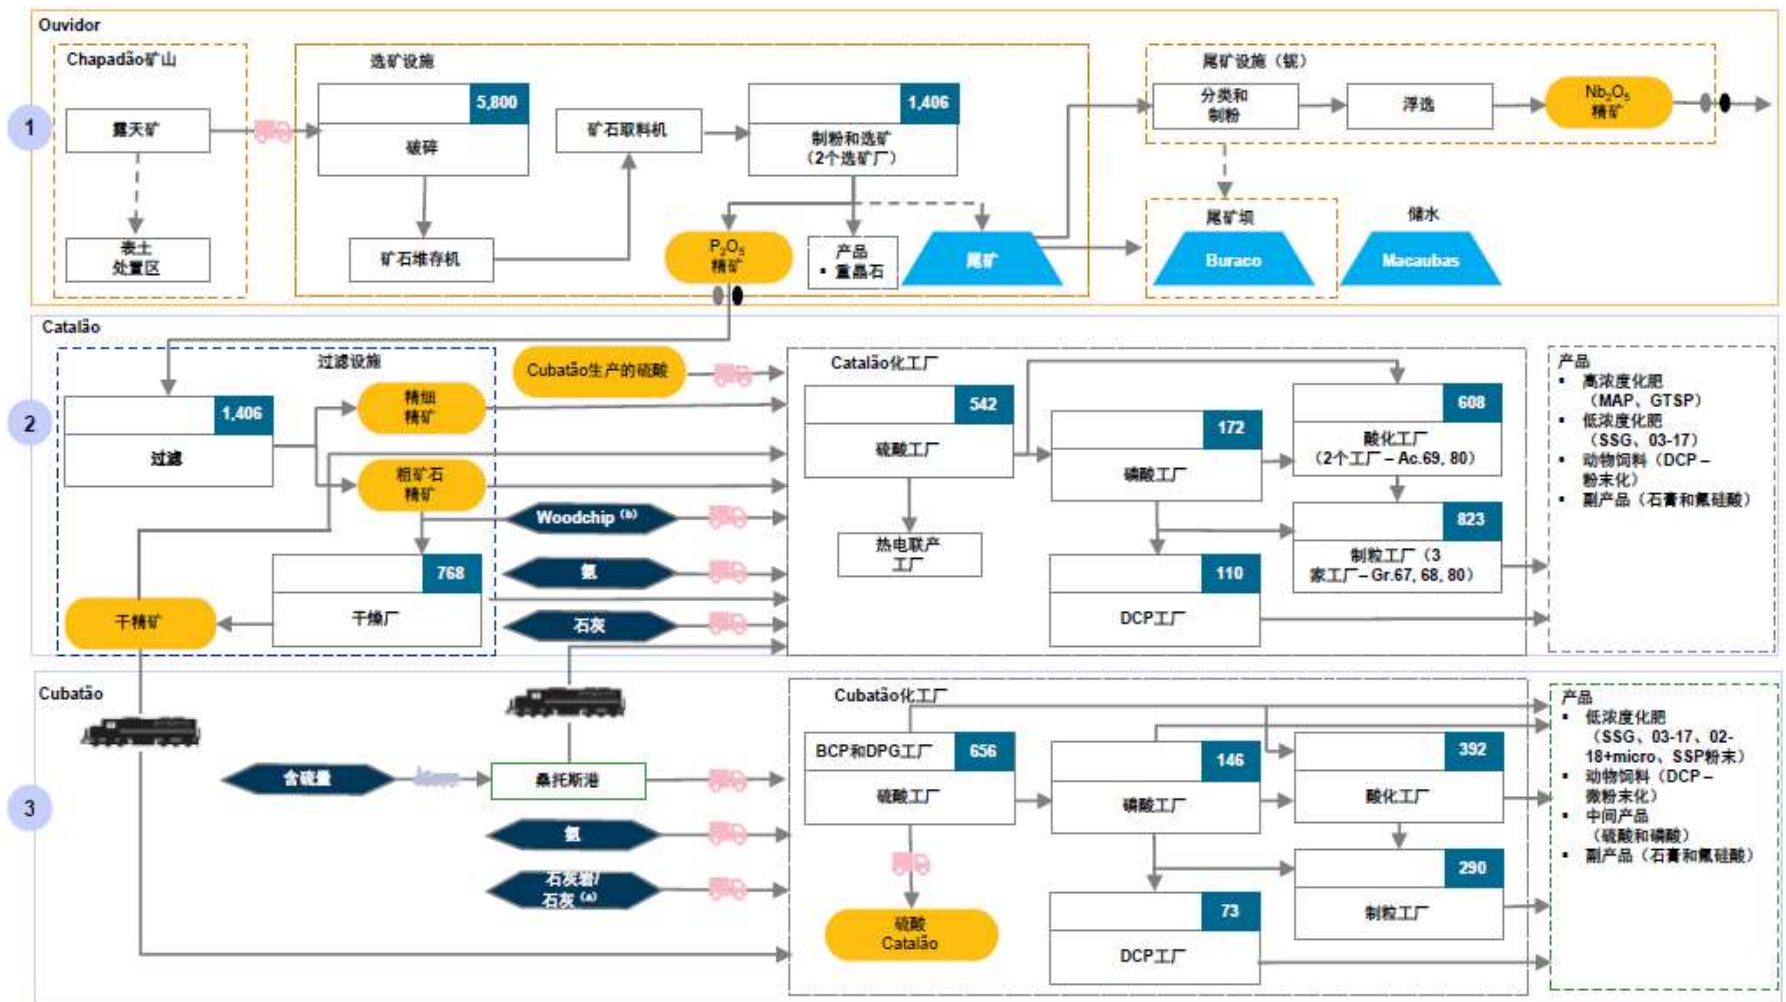 Ouvidor
Chapadão矿山
选矿设施
尾矿设施（铌）
1
露天矿
5,800
破碎
矿石取料机
1,406
制粉和选矿
（2个选矿厂）
分类和
制粉
浮选
Nb₂O₅
精矿
表土
处置区
矿石堆存机
P₂O₅
精矿
产品
▪ 重晶石
尾矿
尾矿坝
Buraco
储水
Macaubas
Catalão
2
过滤设施
1,406
过滤
精细
精矿
粗矿石
精矿
768
干燥厂
干精矿
Cubatão生产的硫酸
Woodchip ⁽ᵇ⁾
氨
石灰
Catalão化工厂
542
硫酸工厂
热电联产
工厂
172
磷酸工厂
110
DCP工厂
608
酸化工厂
（2个工厂 – Ac.69, 80）
823
制粒工厂（3
家工厂– Gr.67, 68, 80）
产品
▪ 高浓度化肥
（MAP、GTSP）
▪ 低浓度化肥
（SSG、03-17）
▪ 动物饲料（DCP –
粉末化）
▪ 副产品（石膏和氟硅酸）
Cubatão
3
含硫量
桑托斯港
氨
石灰岩/
石灰 ⁽ᵃ⁾
Cubatão化工厂
BCP和DPG工厂
656
硫酸工厂
硫酸
Catalão
146
磷酸工厂
73
DCP工厂
392
酸化工厂
290
制粒工厂
产品
▪ 低浓度化肥
（SSG、03-17、02-
18+micro、SSP粉末）
▪ 动物饲料（DCP –
微粉末化）
▪ 中间产品
（硫酸和磷酸）
▪ 副产品（石膏和氟硅酸）